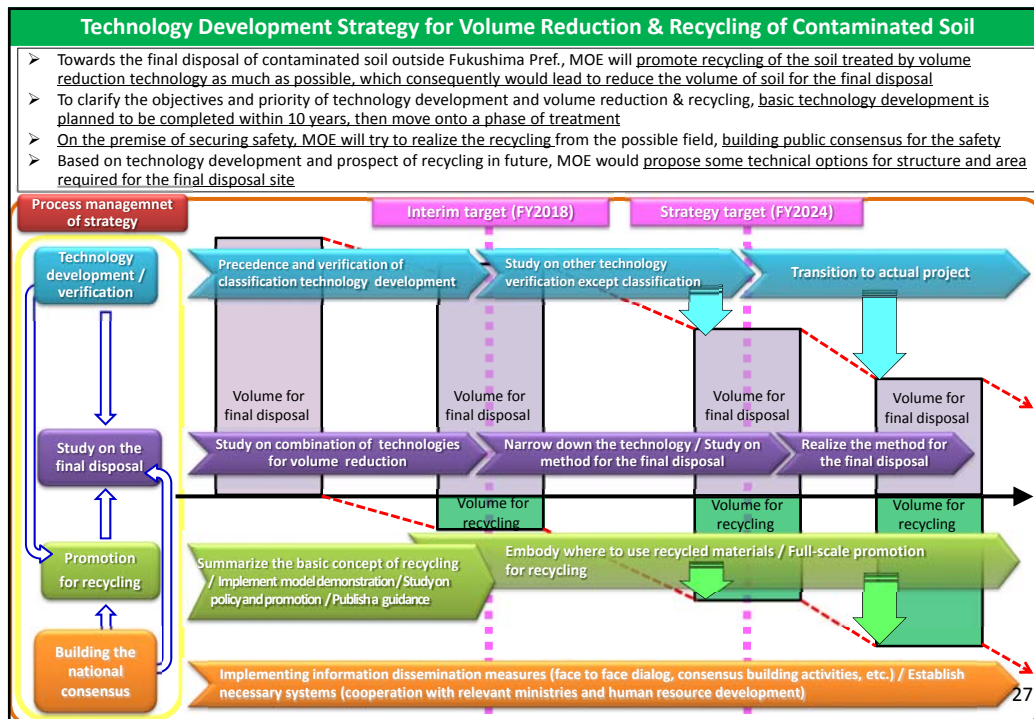 Technology Development Strategy for Volume Reduction & Recycling of Contaminated Soil
➢ Towards the final disposal of contaminated soil outside Fukushima Pref., MOE will promote recycling of the soil treated by volume
reduction technology as much as possible, which consequently would lead to reduce the volume of soil for the final disposal
➢ To clarify the objectives and priority of technology development and volume reduction & recycling, basic technology development is
planned to be completed within 10 years, then move onto a phase of treatment
➢ On the premise of securing safety, MOE will try to realize the recycling from the possible field, building public consensus for the safety
➢ Based on technology development and prospect of recycling in future, MOE would propose some technical options for structure and area
required for the final disposal site
Process managemnet
of strategy
Interim target (FY2018)
Strategy target (FY2024)
Technology
development /
verification
Precedence and verification of
classification technology development
Study on other technology
verification except classification
Transition to actual project
Volume for
final disposal
Volume for
final disposal
Volume for
final disposal
Volume for
final disposal
Study on the
final disposal
Study on combination of technologies
for volume reduction
Narrow down the technology / Study on
method for the final disposal
Realize the method for
the final disposal
Volume for
recycling
Volume for
recycling
Volume for
recycling
Promotion
for recycling
Summarize the basic concept of recycling
/ Implement model demonstration / Study on
policy and promotion / Publish a guidance
Embody where to use recycled materials / Full-scale promotion
for recycling
Building the
national
consensus
Implementing information dissemination measures (face to face dialog, consensus building activities, etc.) / Establish
necessary systems (cooperation with relevant ministries and human resource development)
27